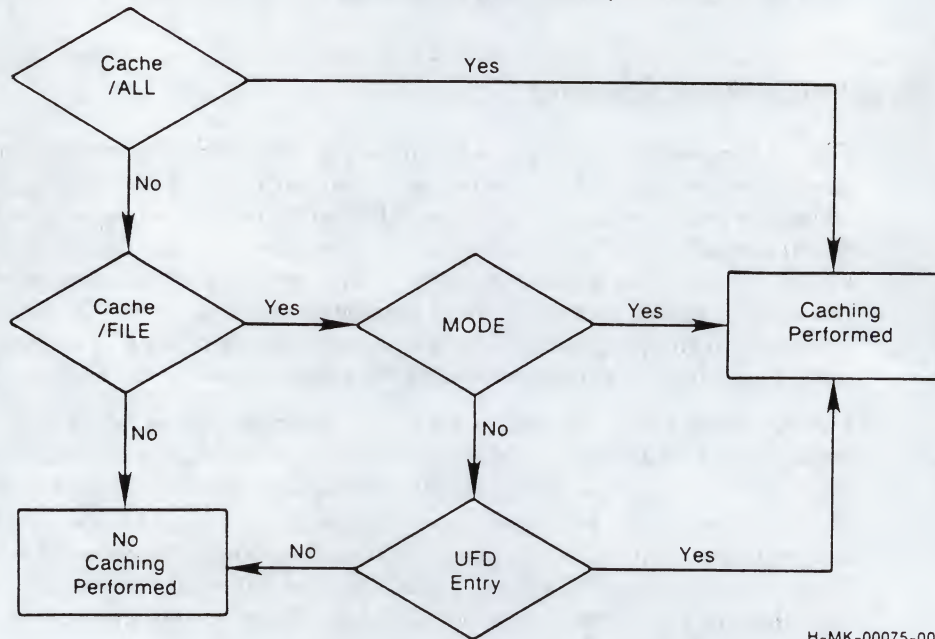 Cache
/ALL
Yes
No
Cache
/FILE
Yes
MODE
Yes
Caching
Performed
No
No
No
Caching
Performed
No
UFD
Entry
Yes
H-MK-00075-00